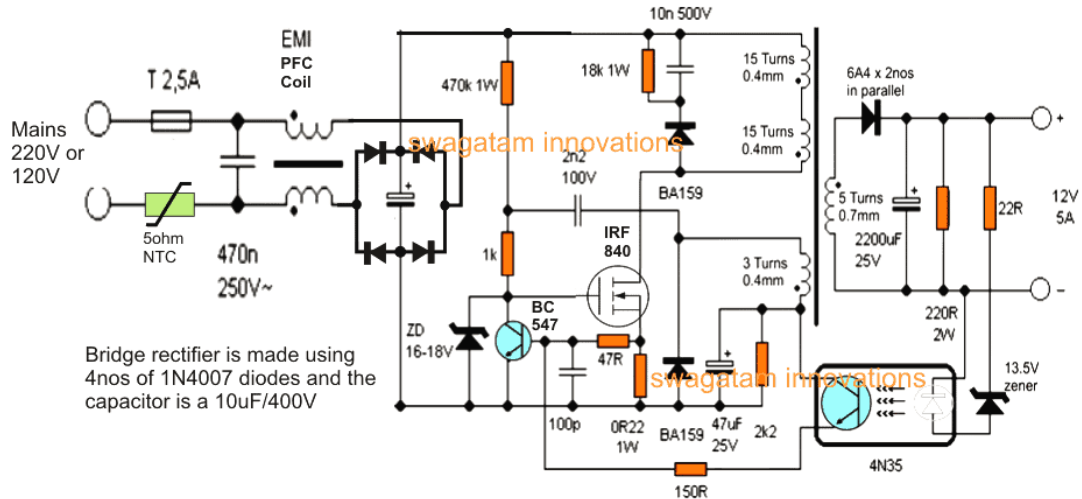 10n 500V
EMI
PFC
Coil
T 2,5A
Mains
220V or
120V
5ohm
NTC
470n
250V~
470k 1W
18k 1W
BA159
15 Turns
0.4mm
15 Turns
0.4mm
swagatam innovations
2n2
100V
6A4 x 2nos
in parallel
+
5 Turns
0.7mm
+
2200uF
25V
22R
12V
5A
-
220R
2W
+
1k
IRF
840
3 Turns
0.4mm
BC
547
ZD
16-18V
47R
+
13.5V
zener
swagatam innovations
Bridge rectifier is made using
4nos of 1N4007 diodes and the
capacitor is a 10uF/400V
100p
0R22
1W
BA159
47uF
25V
2k2
4N35
150R